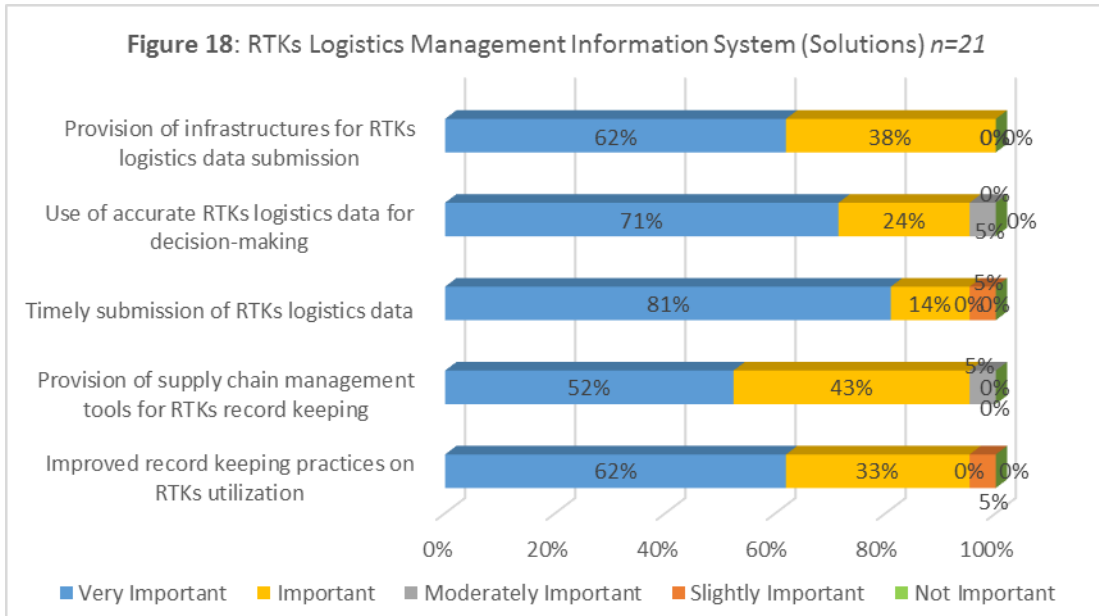 Figure 18: RTKs Logistics Management Information System (Solutions) n=21
Provision of infrastructures for RTKs
logistics data submission
62% 38% 0% 0% 0%
Use of accurate RTKs logistics data for
decision-making
71% 24% 5% 0% 0%
Timely submission of RTKs logistics data
81% 14% 0% 5% 0%
Provision of supply chain management
tools for RTKs record keeping
52% 43% 5% 0% 0%
Improved record keeping practices on
RTKs utilization
62% 33% 0% 5% 0%
0% 20% 40% 60% 80% 100%
Very Important Important Moderately Important Slightly Important Not Important